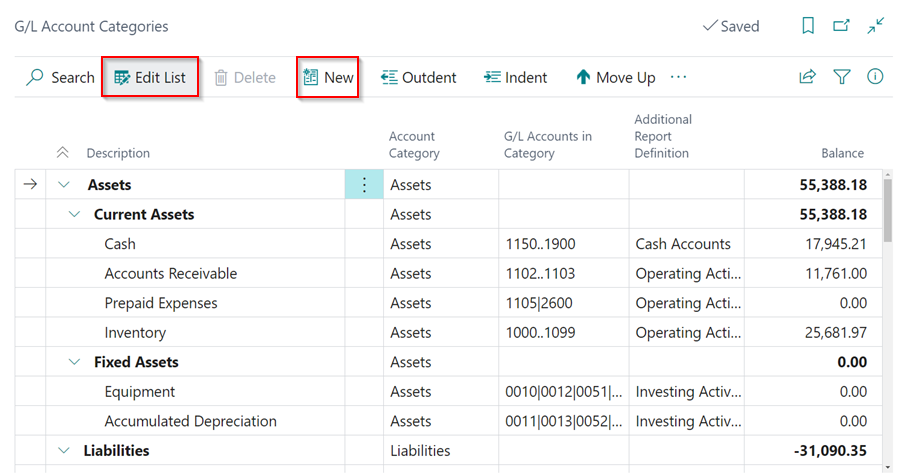 G/L Account Categories Saved
Search Edit List Delete New Outdent Indent Move Up ...
Description Account Category G/L Accounts in Category Additional Report Definition Balance
Assets Assets 55,388.18
Current Assets Assets 55,388.18
Cash Assets 1150..1900 Cash Accounts 17,945.21
Accounts Receivable Assets 1102..1103 Operating Acti... 11,761.00
Prepaid Expenses Assets 1105|2600 Operating Acti... 0.00
Inventory Assets 1000..1099 Operating Acti... 25,681.97
Fixed Assets Assets 0.00
Equipment Assets 0010|0012|0051|... Investing Activ... 0.00
Accumulated Depreciation Assets 0011|0013|0052|... Investing Activ... 0.00
Liabilities Liabilities -31,090.35